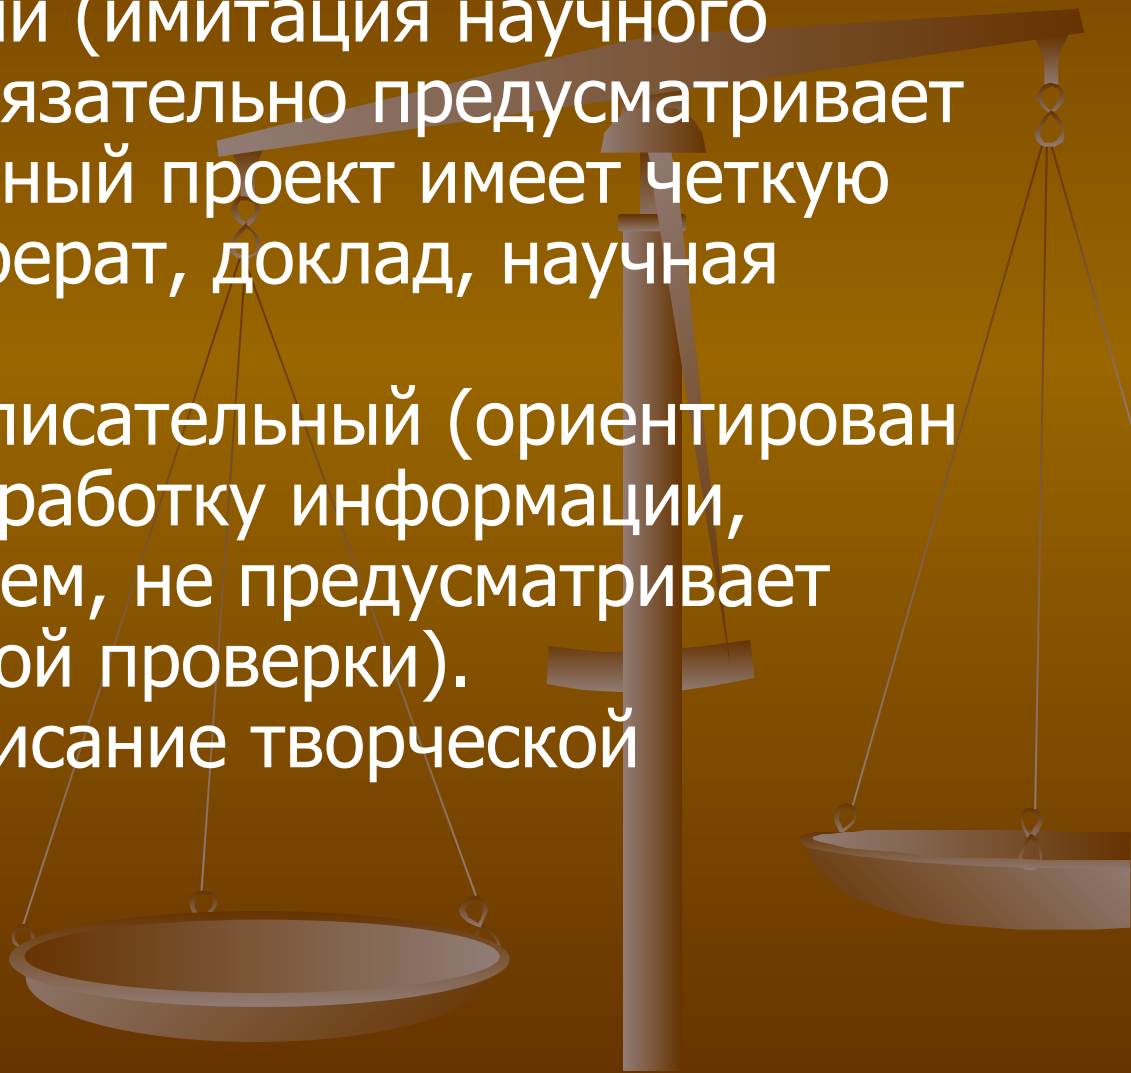 ии (имитация научного
язательно предусматривает
ный проект имеет четкую
ерат, доклад, научная
писательный (ориентирован
работку информации,
ем, не предусматривает
ой проверки).
исание творческой